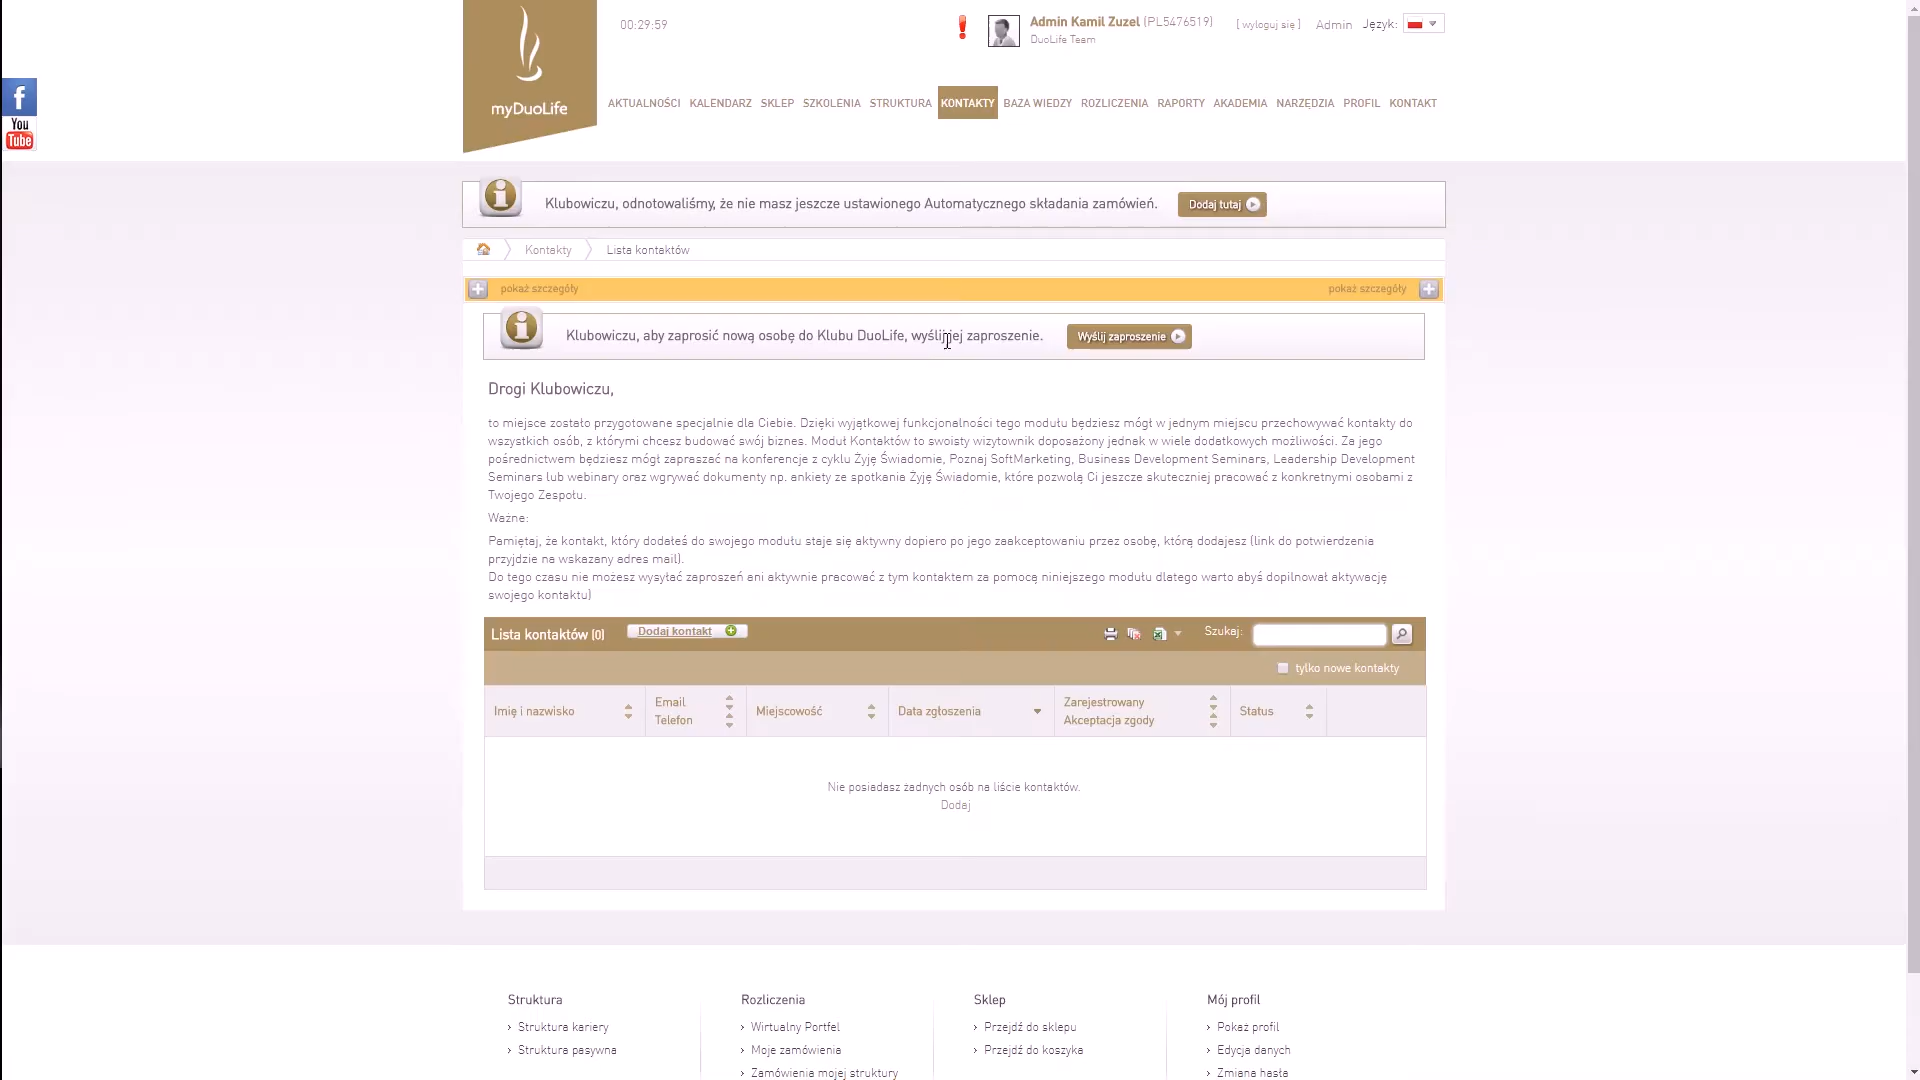 00:29:59
Admin Kamil Zuzel (PL5476519)
[ wyloguj się ]
Admin
Język:
DuoLife Team
f
You
Tube
myDuoLife
AKTUALNOŚCI KALENDARZ SKLEP SZKOLENIA STRUKTURA KONTAKTY BAZA WIEDZY ROZLICZENIA RAPORTY AKADEMIA NARZĘDZIA PROFIL KONTAKT
Klubowiczu, odnotowaliśmy, że nie masz jeszcze ustawionego Automatycznego składania zamówień.
Dodaj tutaj
Kontakty
Lista kontaktów
pokaż szczegóły
pokaż szczegóły
Klubowiczu, aby zaprosić nową osobę do Klubu DuoLife, wyślij jej zaproszenie.
Wyślij zaproszenie
Drogi Klubowiczu,
to miejsce zostało przygotowane specjalnie dla Ciebie. Dzięki wyjątkowej funkcjonalności tego modułu będziesz mógł w jednym miejscu przechowywać kontakty do
wszystkich osób, z którymi chcesz budować swój biznes. Moduł Kontaktów to swoisty wizytownik doposażony jednak w wiele dodatkowych możliwości. Za jego
pośrednictwem będziesz mógł zapraszać na konferencje z cyklu Żyję Świadomie, Poznaj SoftMarketing, Business Development Seminars, Leadership Development
Seminars lub webinary oraz wgrywać dokumenty np. ankiety ze spotkania Żyję Świadomie, które pozwolą Ci jeszcze skuteczniej pracować z konkretnymi osobami z
Twojego Zespołu.
Ważne:
Pamiętaj, że kontakt, który dodałeś do swojego modułu staje się aktywny dopiero po jego zaakceptowaniu przez osobę, którą dodajesz (link do potwierdzenia
przyjdzie na wskazany adres mail).
Do tego czasu nie możesz wysyłać zaproszeń ani aktywnie pracować z tym kontaktem za pomocą niniejszego modułu dlatego warto abyś dopilnował aktywację
swojego kontaktu)
Lista kontaktów (0)
Dodaj kontakt
Szukaj:
tylko nowe kontakty
Imię i nazwisko
Email
Telefon
Miejscowość
Data zgłoszenia
Zarejestrowany
Akceptacja zgody
Status
Nie posiadasz żadnych osób na liście kontaktów.
Dodaj
Struktura
Struktura kariery
Struktura pasywna
Rozliczenia
Wirtualny Portfel
Moje zamówienia
Zamówienia mojej struktury
Sklep
Przejdź do sklepu
Przejdź do koszyka
Mój profil
Pokaż profil
Edycja danych
Zmiana hasła